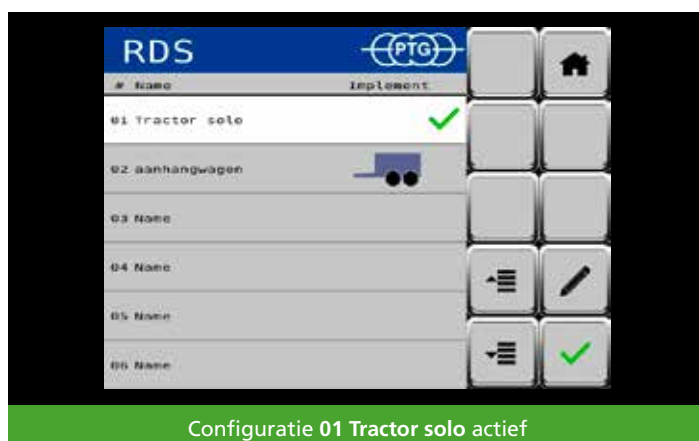 RDS
PTG
# Name Implement
01 Tractor solo
02 aanhangwagen
03 Name
04 Name
05 Name
06 Name
Configuratie 01 Tractor solo actief